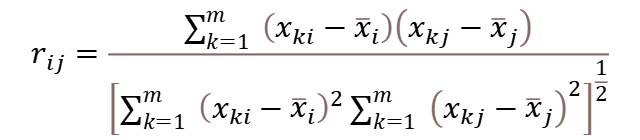 r_{ij} = \frac{\sum_{k=1}^{m} (x_{ki} - \bar{x}_i)(x_{kj} - \bar{x}_j)}{\left[\sum_{k=1}^{m} (x_{ki} - \bar{x}_i)^2 \sum_{k=1}^{m} (x_{kj} - \bar{x}_j)^2\right]^{\frac{1}{2}}}